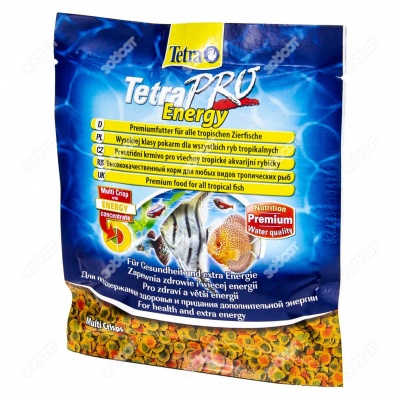 Tetra
TetraPRO
Energy
D Premiumfutter für alle tropischen Zierfische
PL Wysokiej klasy pokarm dla wszystkich ryb tropikalnych
CZ Prvotřídní krmivo pro všechny tropické akvarijní rybičky
RUS Высококачественный корм для любых видов тропических рыб
UK Premium food for all tropical fish
Multi Crisp
with
ENERGY
concentrate
Nutrition
Premium
Water quality
Für Gesundheit und extra Energie
Zapewnia zdrowie i więcej energii
Pro zdraví a větší energii
Для поддержания здоровья и придания дополнительной энергии
For health and extra energy
Multi Crisps